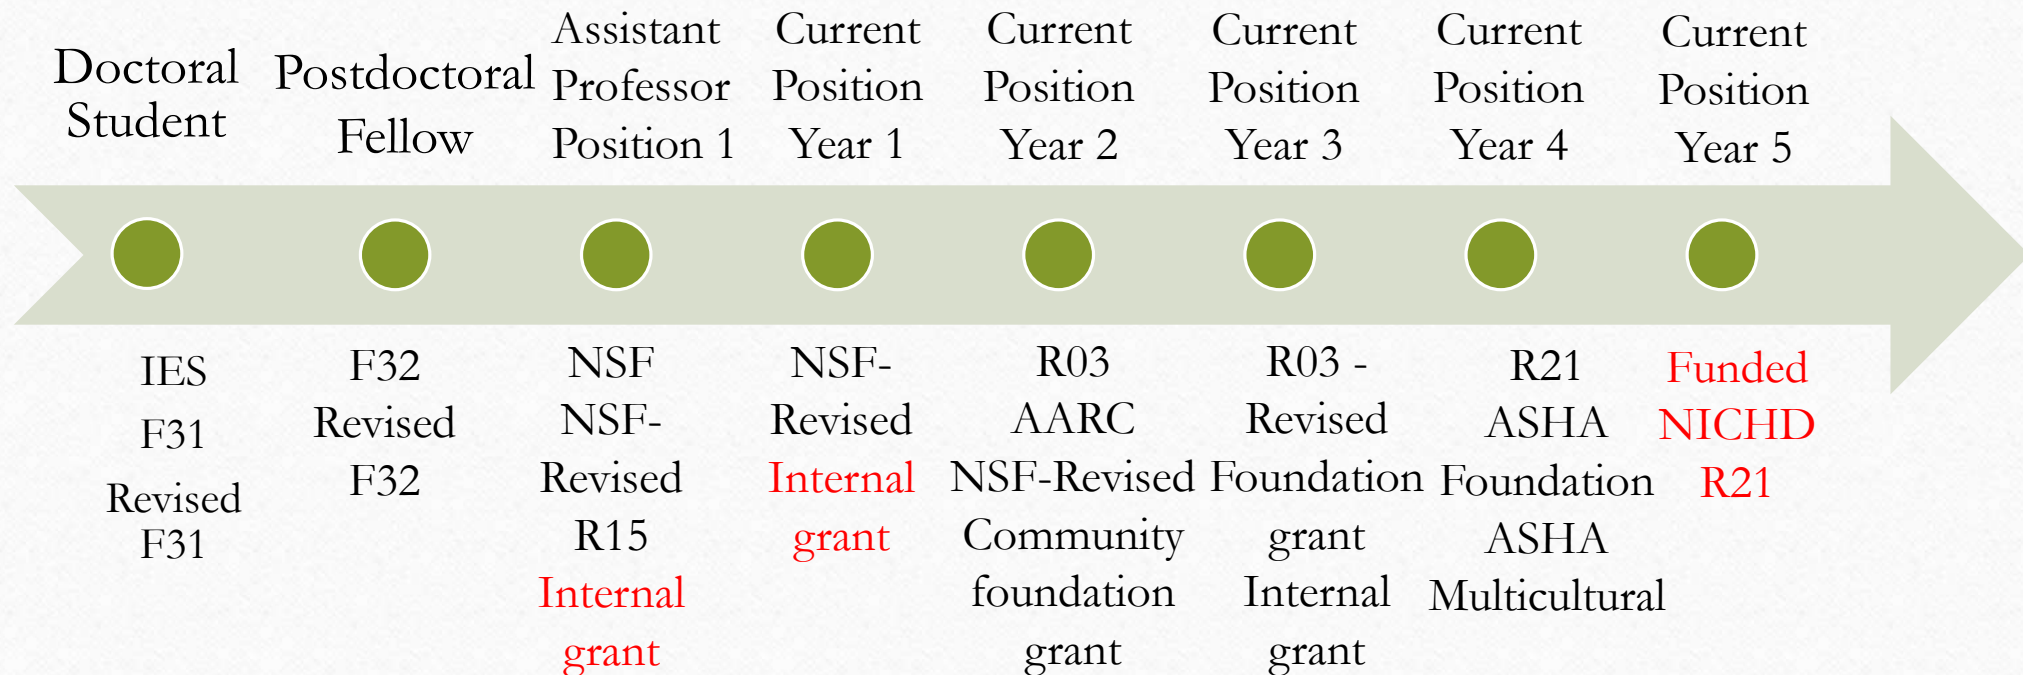 Doctoral
Student
Postdoctoral
Fellow
Assistant
Professor
Position 1
Current
Position
Year 1
Current
Position
Year 2
Current
Position
Year 3
Current
Position
Year 4
Current
Position
Year 5
IES
F31
Revised
F31
F32
Revised
F32
NSF
NSF-
Revised
R15
Internal
grant
NSF-
Revised
Internal
grant
R03
AARC
NSF-Revised
Community
foundation
grant
R03 -
Revised
Foundation
grant
Internal
grant
R21
ASHA
Foundation
ASHA
Multicultural
Funded
NICHD
R21